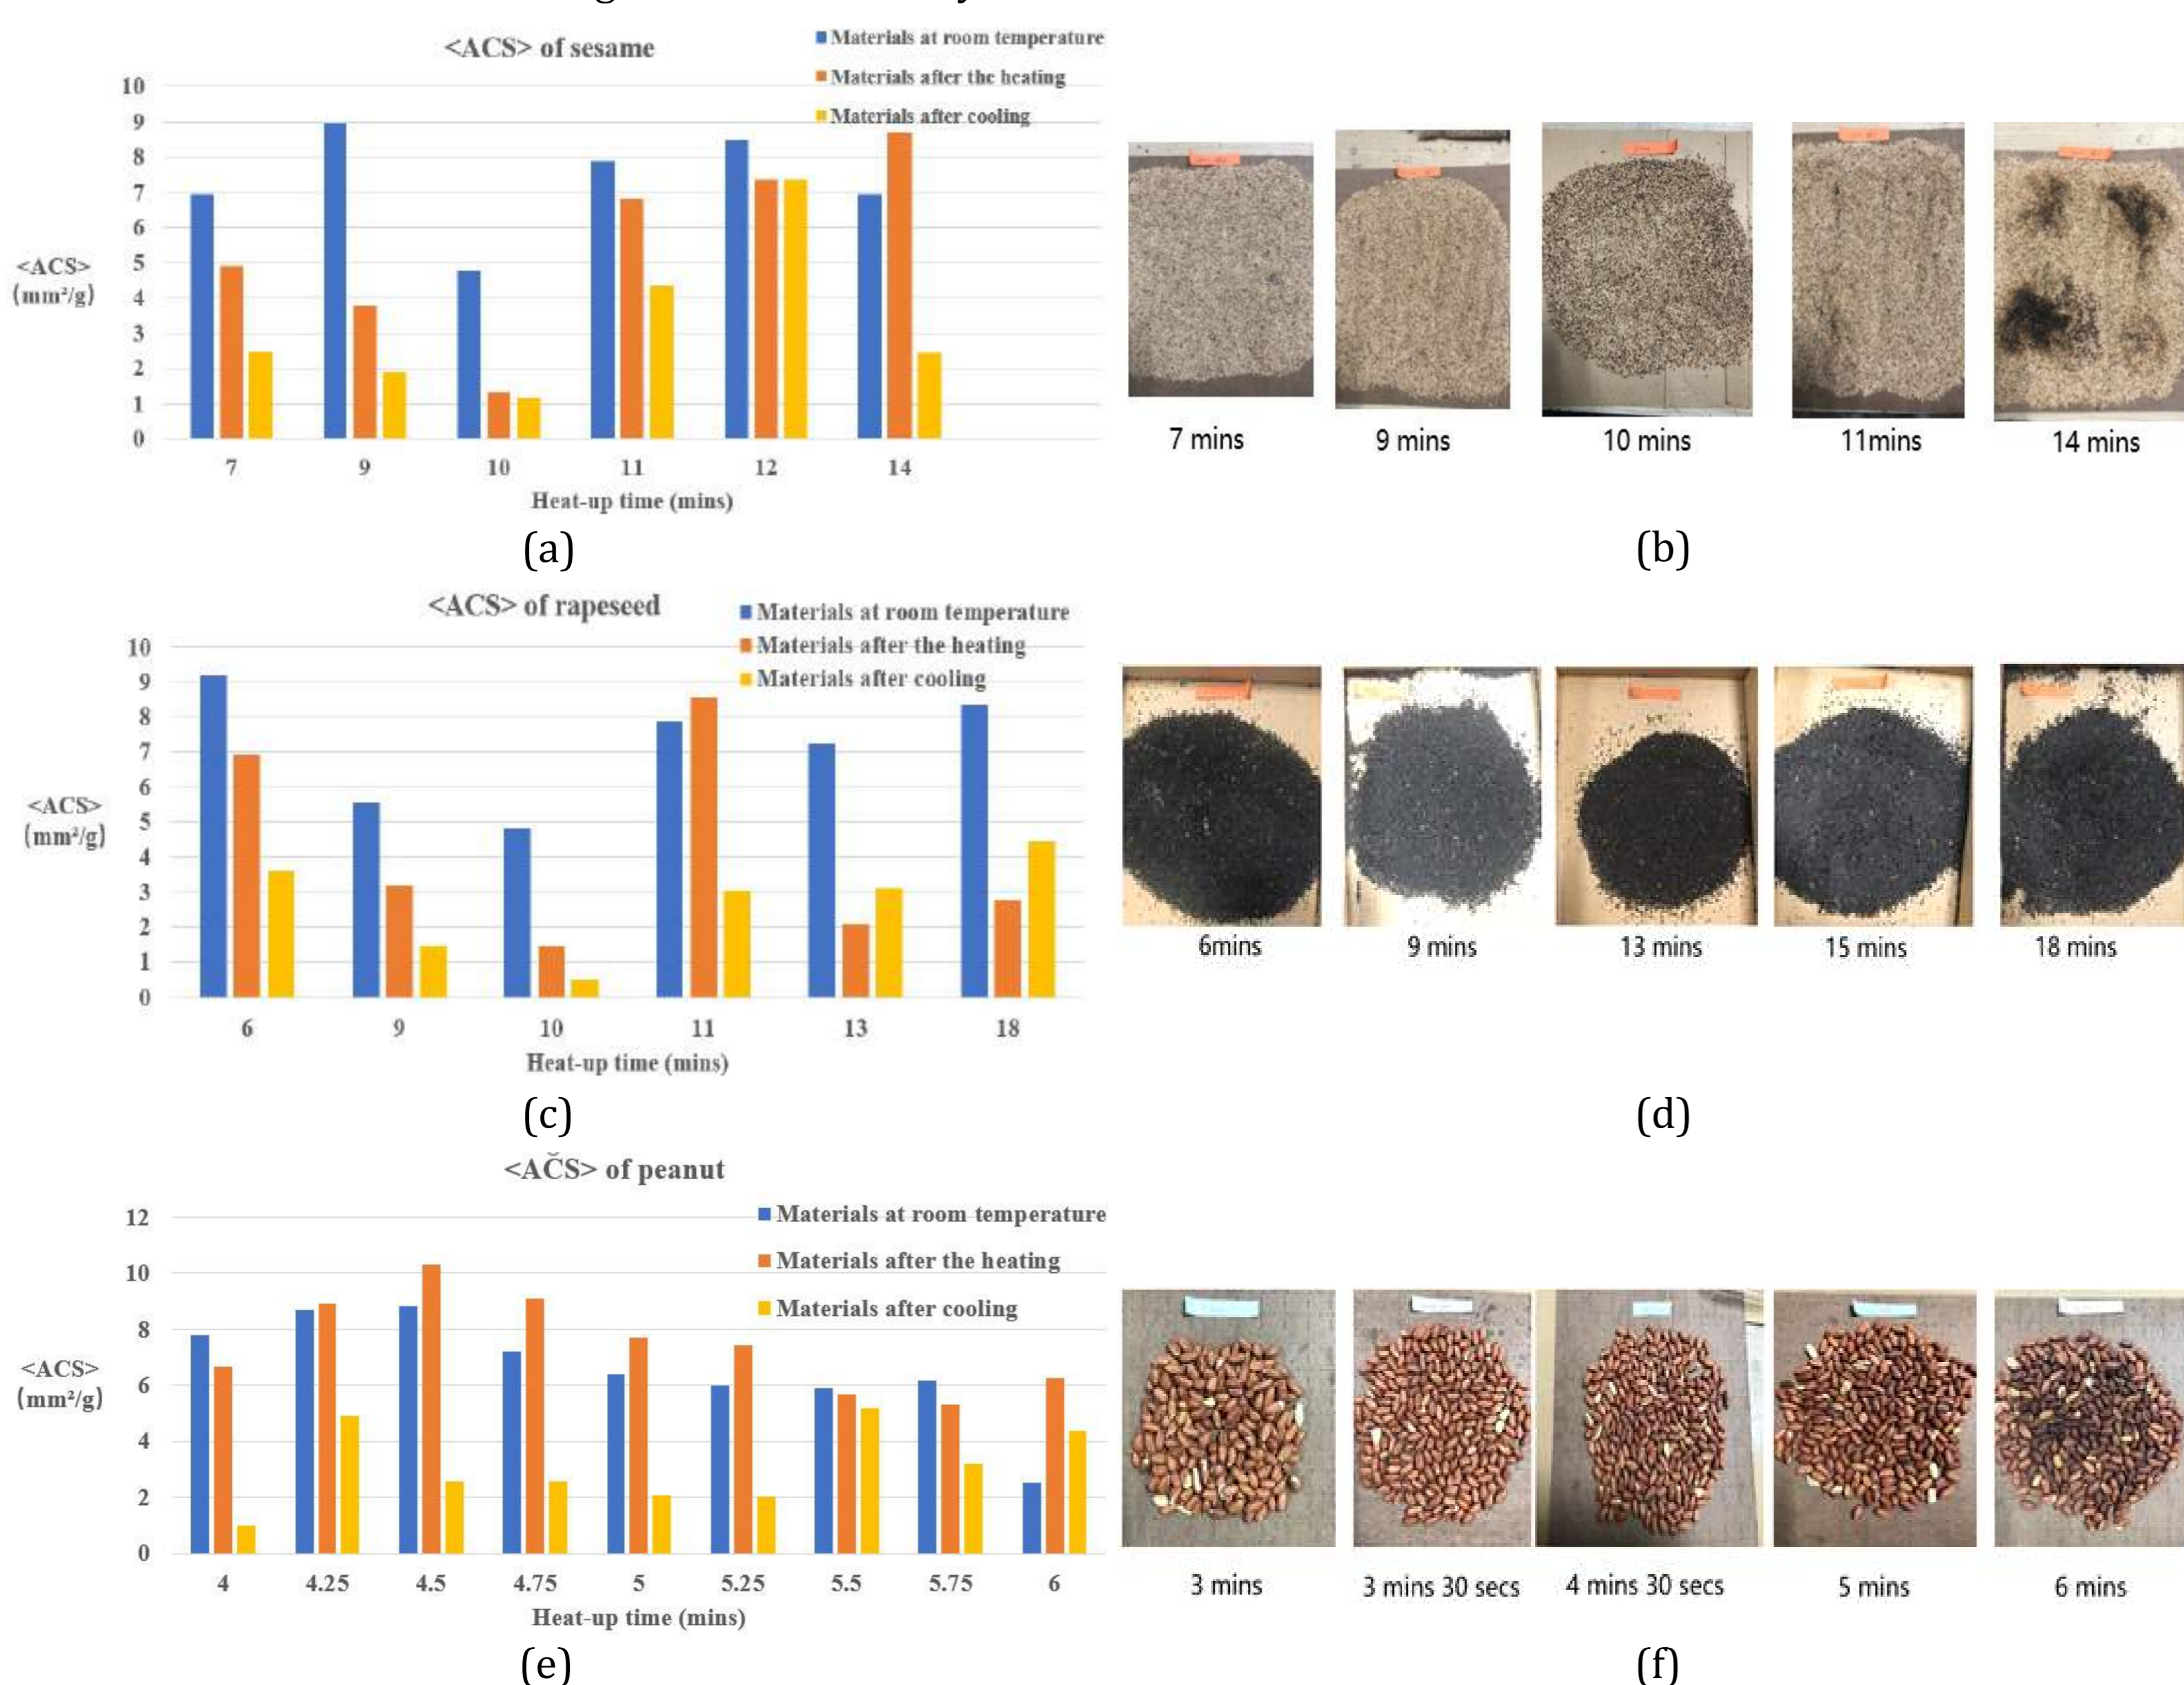 <ACS> of sesame
Materials at room temperature
Materials after the heating
Materials after cooling
10
9
8
7
6
5
4
3
2
1
0
<ACS>
(mm²/g)
7 9 10 11 12 14
Heat-up time (mins)
(a)
7 mins 9 mins 10 mins 11mins 14 mins
(b)
<ACS> of rapeseed
Materials at room temperature
Materials after the heating
Materials after cooling
10
9
8
7
6
5
4
3
2
1
0
<ACS>
(mm²/g)
6 9 10 11 13 18
Heat-up time (mins)
(c)
6mins 9 mins 13 mins 15 mins 18 mins
(d)
<AČS> of peanut
Materials at room temperature
Materials after the heating
Materials after cooling
12
10
8
6
4
2
0
<ACS>
(mm²/g)
4 4.25 4.5 4.75 5 5.25 5.5 5.75 6
Heat-up time (mins)
(e)
3 mins 3 mins 30 secs 4 mins 30 secs 5 mins 6 mins
(f)